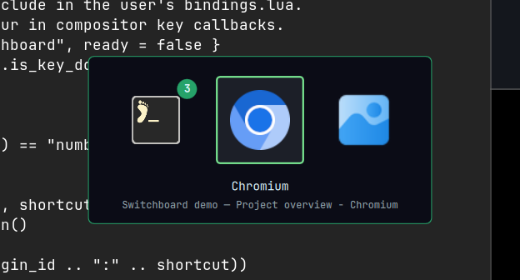 clude in the user's bindings.lua.
ur in compositor key callbacks.
hboard", ready = false }
.is_key_do
3
) == "numb
>_
Chromium
Switchboard demo — Project overview - Chromium
, shortcut
n()
gin_id .. ":" .. shortcut))